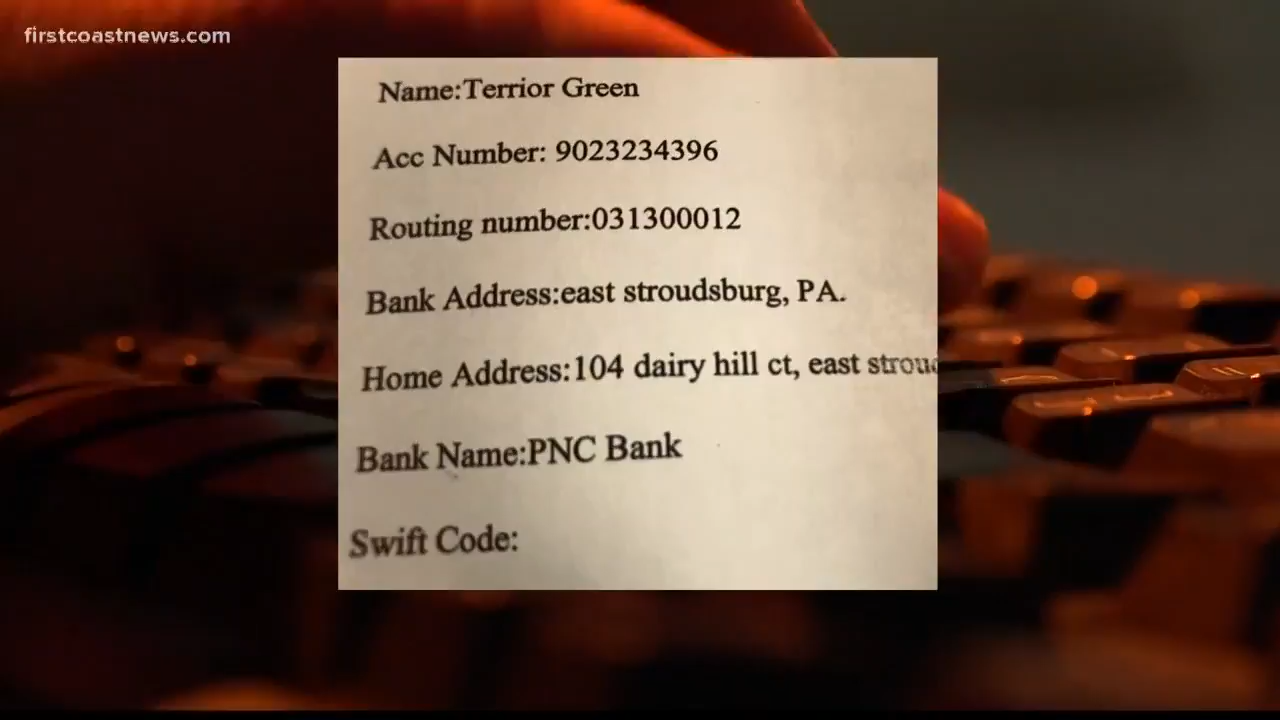 firstcoastnews.com
Name:Terrior Green
Acc Number: 9023234396
Routing number:031300012
Bank Address:east stroudsburg, PA.
Home Address:104 dairy hill ct, east
Bank Name:PNC Bank
Swift Code: